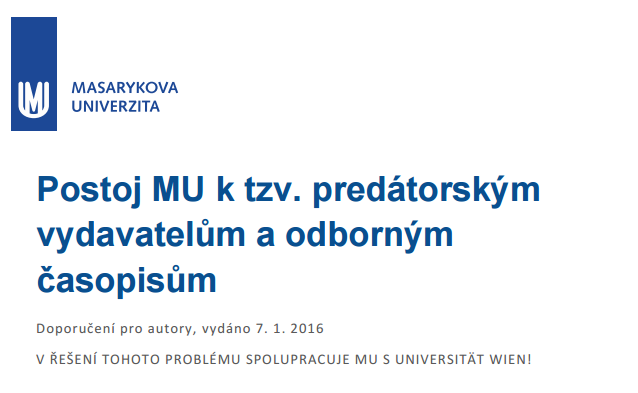 MASARYKOVA
UNIVERZITA
Postoj MU k tzv. predátorským
vydavatelům a odborným
časopisům
Doporučení pro autory, vydáno 7. 1. 2016
V ŘEŠENÍ TOHOTO PROBLÉMU SPOLUPRACUJE MU S UNIVERSITÄT WIEN!